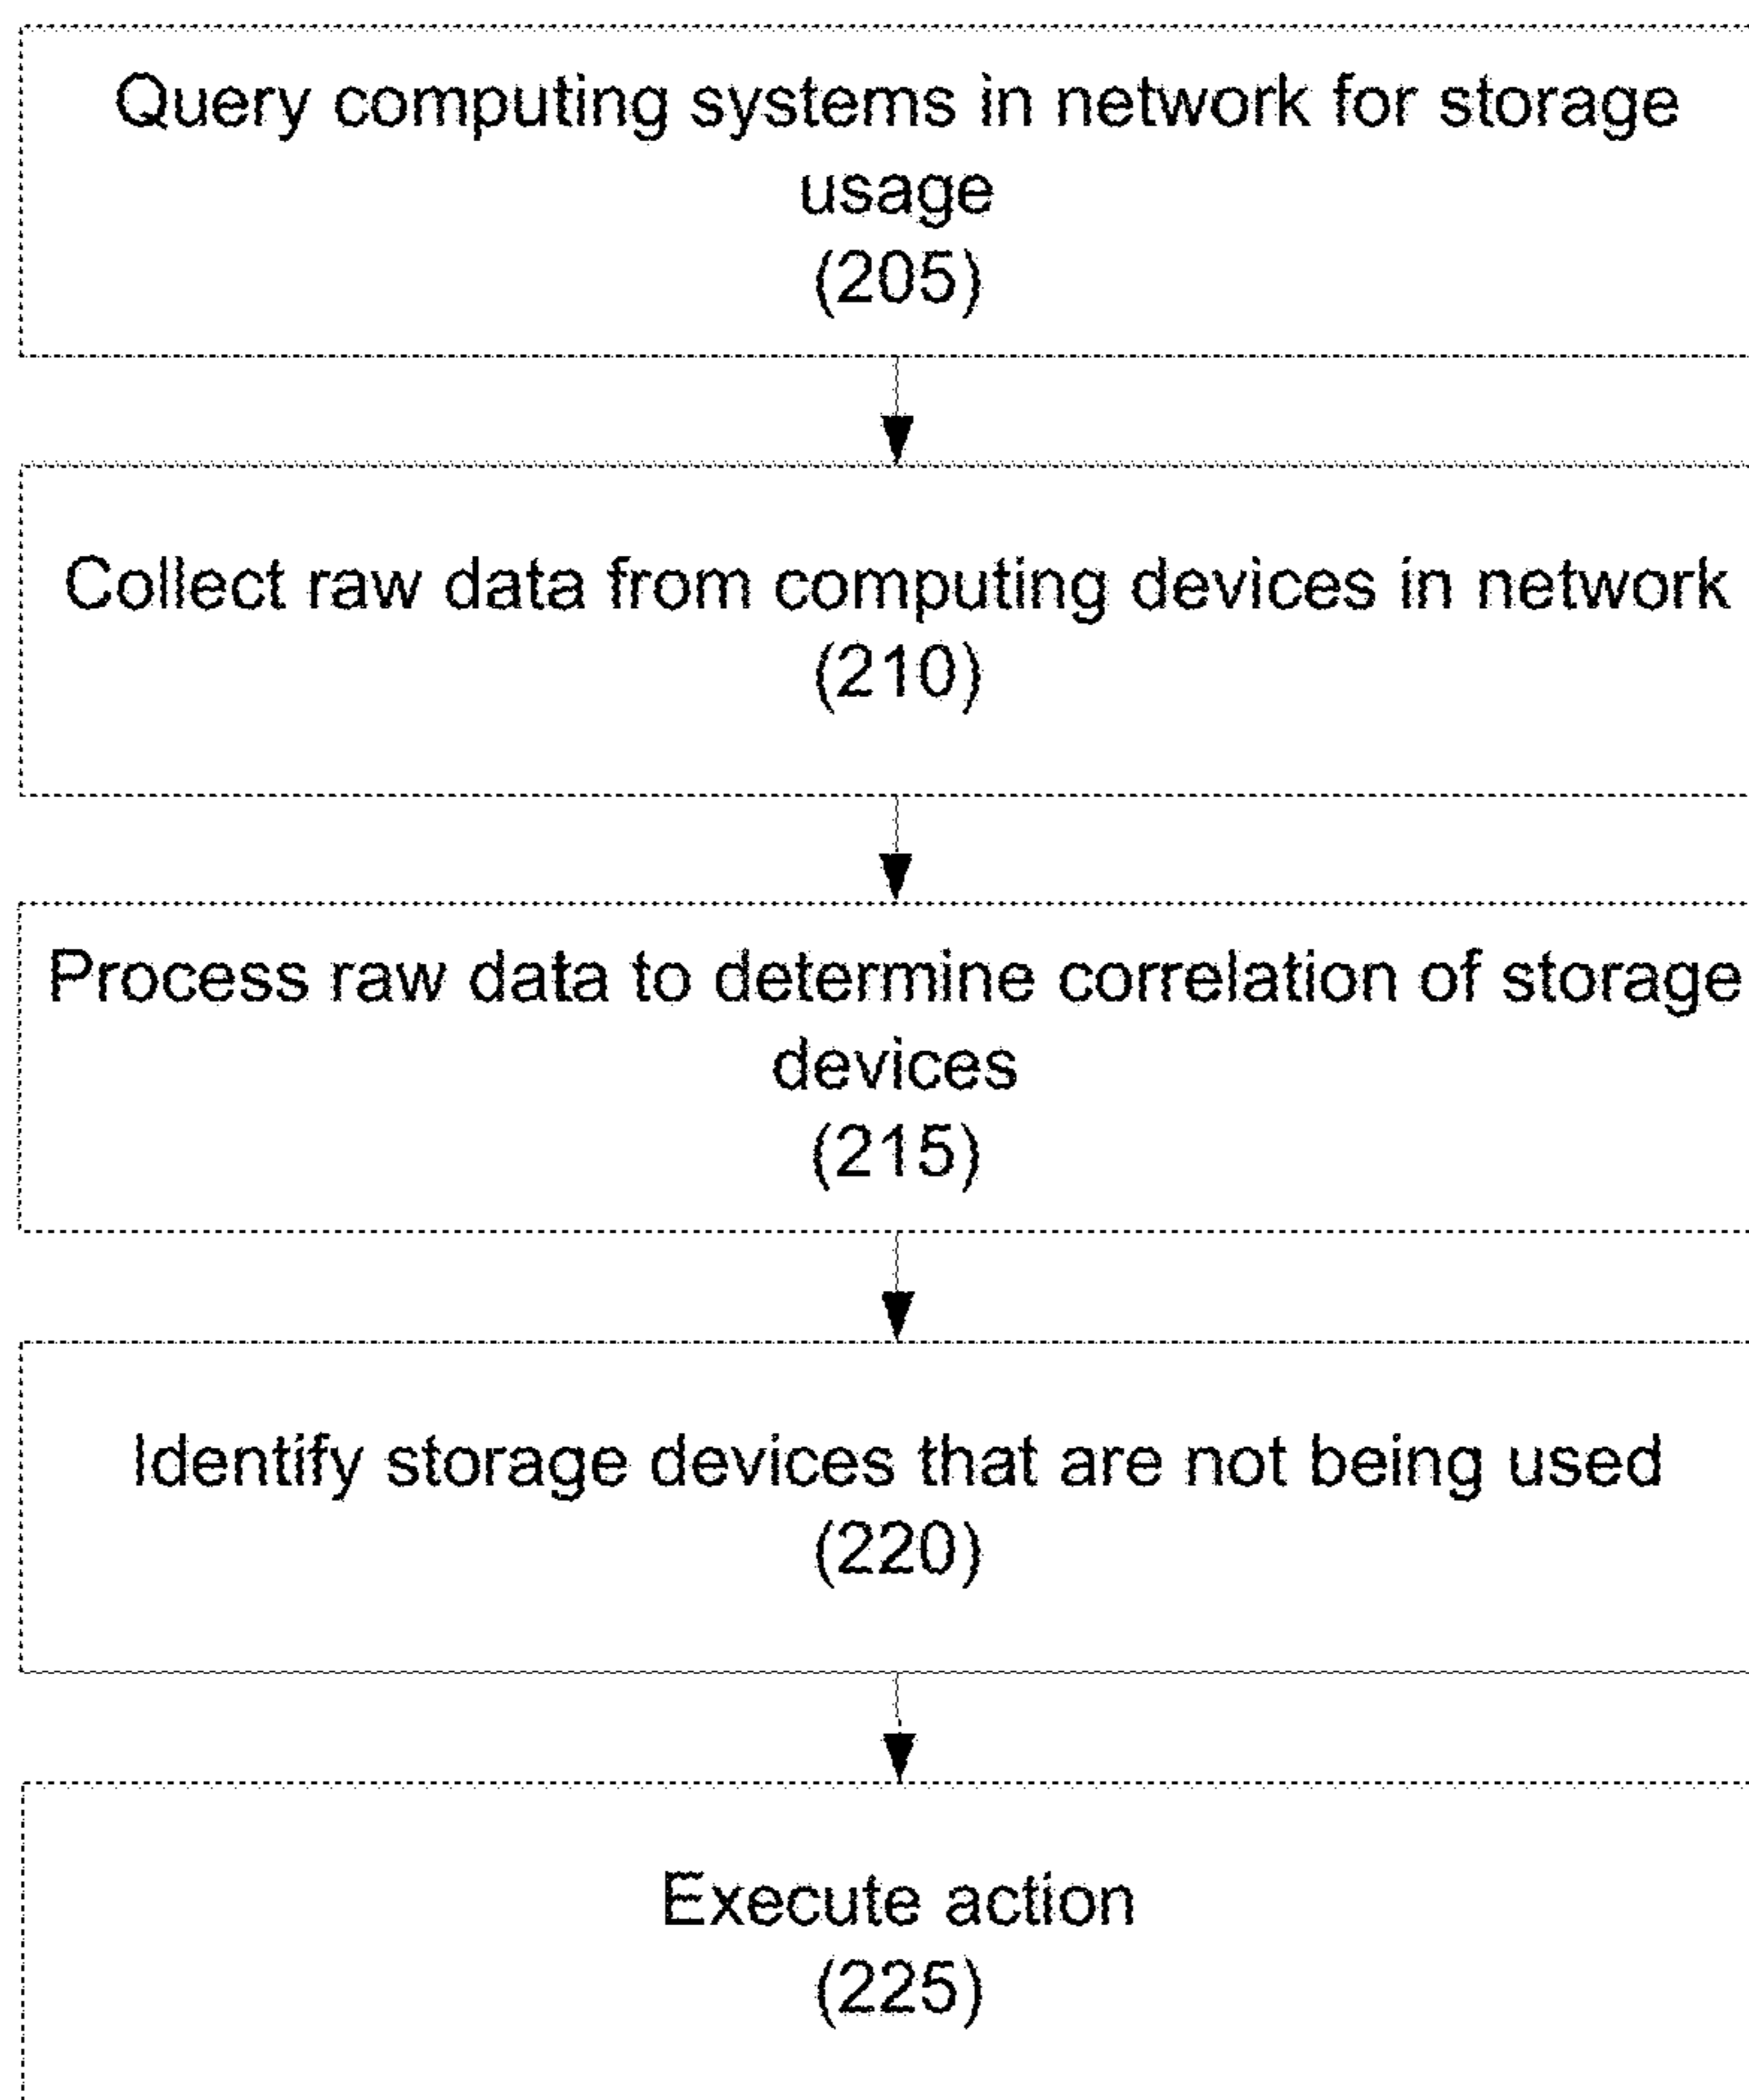 Query computing systems in network for storage
usage
(205)
Collect raw data from computing devices in network
(210)
Process raw data to determine correlation of storage
devices
(215)
Identify storage devices that are not being used
(220)
Execute action
(225)